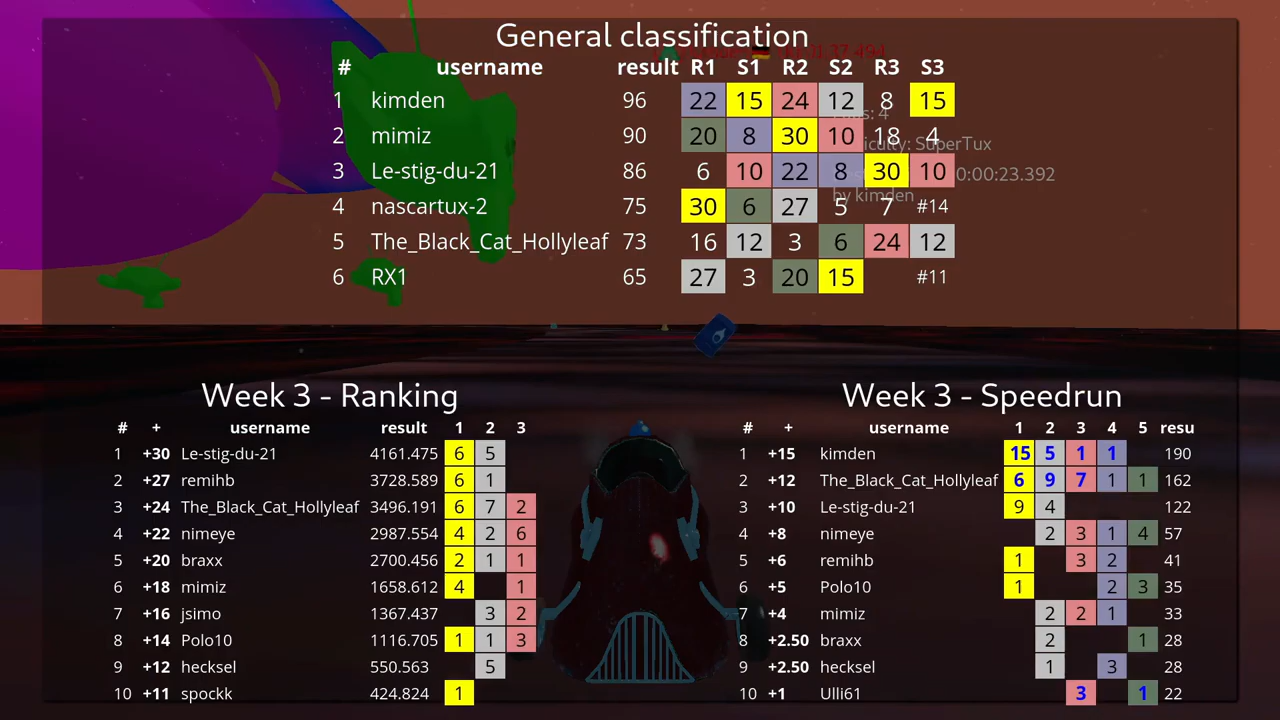 General classification
# username result R1 S1 R2 S2 R3 S3
1 kimden 96 22 15 24 12 8 15
2 mimiz 90 20 8 30 10 18 4
3 Le-stig-du-21 86 6 10 22 8 30 10
4 nascartux-2 75 30 6 27 5 7 #14
5 The_Black_Cat_Hollyleaf 73 16 12 3 6 24 12
6 RX1 65 27 3 20 15 #11
: 4
iculty: SuperTux
0:00:23.392
by kimden
Week 3 - Ranking
# + username result 1 2 3
1 +30 Le-stig-du-21 4161.475 6 5
2 +27 remihb 3728.589 6 1
3 +24 The_Black_Cat_Hollyleaf 3496.191 6 7 2
4 +22 nimeye 2987.554 4 2 6
5 +20 braxx 2700.456 2 1 1
6 +18 mimiz 1658.612 4 1
7 +16 jsimo 1367.437 3 2
8 +14 Polo10 1116.705 1 1 3
9 +12 hecksel 550.563 5
10 +11 spockk 424.824 1
Week 3 - Speedrun
# + username 1 2 3 4 5 resu
1 +15 kimden 15 5 1 1 190
2 +12 The_Black_Cat_Hollyleaf 6 9 7 1 1 162
3 +10 Le-stig-du-21 9 4 122
4 +8 nimeye 2 3 1 4 57
5 +6 remihb 1 3 2 41
6 +5 Polo10 1 2 3 35
7 +4 mimiz 2 2 1 33
8 +2.50 braxx 2 1 28
9 +2.50 hecksel 1 3 28
10 +1 Ulli61 3 1 22